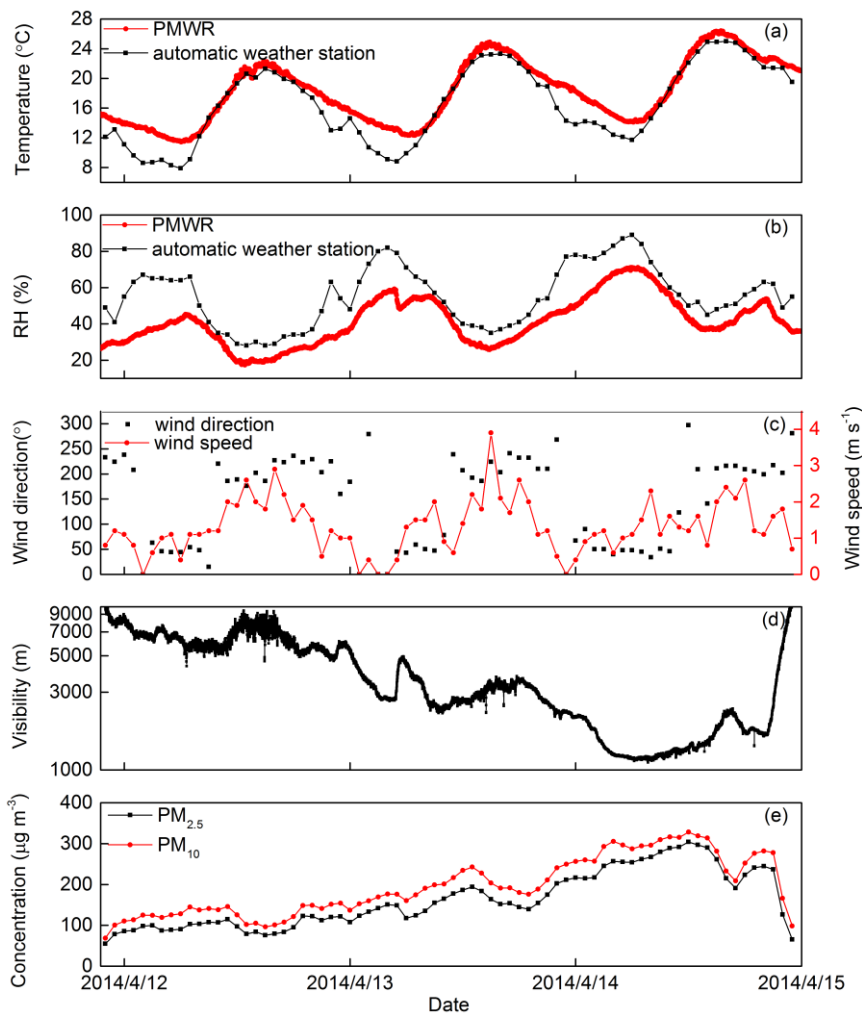 (a)
PMWR
automatic weather station
Temperature (°C)
28
24
20
16
12
8
(b)
PMWR
automatic weather station
RH (%)
100
80
60
40
20
(c)
wind direction
wind speed
Wind direction(°)
300
250
200
150
100
50
0
Wind speed (m s⁻¹)
4
3
2
1
0
(d)
Visibility (m)
9000
7000
5000
3000
1000
(e)
PM₂.₅
PM₁₀
Concentration (μg m⁻³)
400
300
200
100
0
2014/4/12 2014/4/13 2014/4/14 2014/4/15
Date